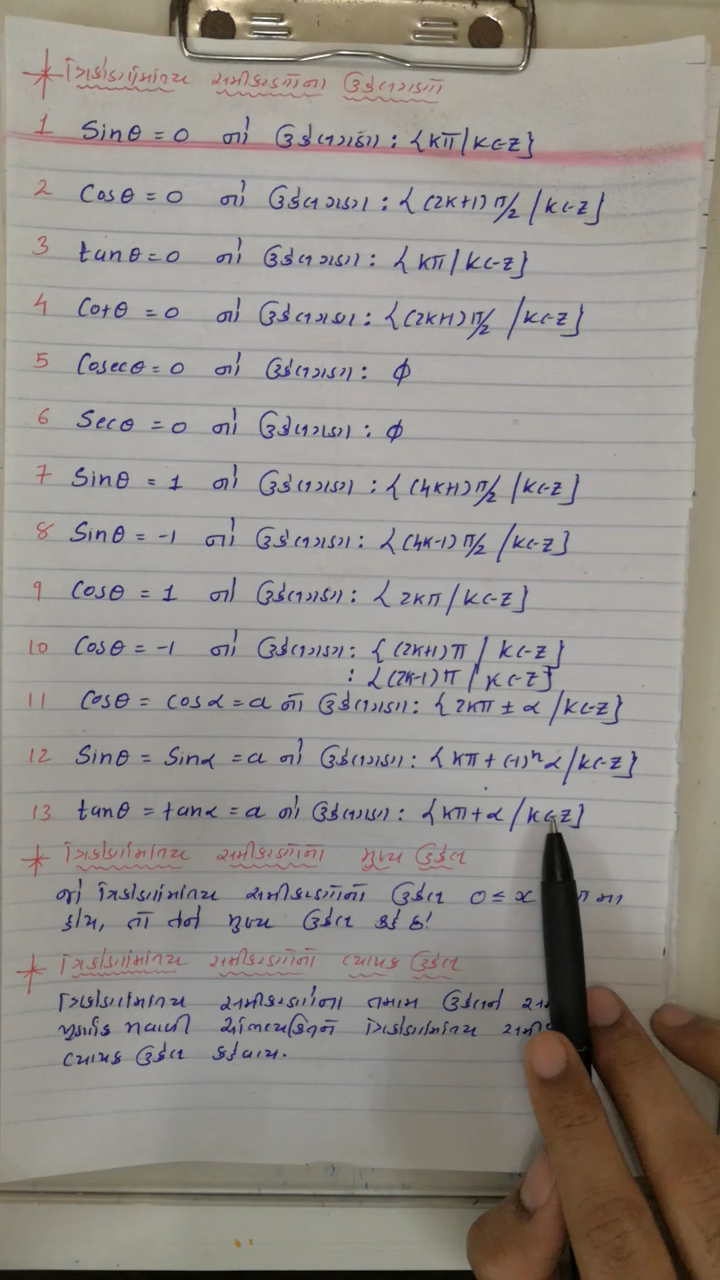 * ત્રિકોણમિતીય સમીકરણોના ઉકેલગણો
1 Sinθ = 0 નો ઉકેલગણ : {kπ/k∈Z}
2 Cosθ = 0 નો ઉકેલગણ : {(2k+1)π/2 /k∈Z}
3 tanθ = 0 નો ઉકેલગણ : {kπ/k∈Z}
4 Cotθ = 0 નો ઉકેલગણ : {(2k+1)π/2 /k∈Z}
5 Cosecθ = 0 નો ઉકેલગણ : ϕ
6 Secθ = 0 નો ઉકેલગણ : ϕ
7 Sinθ = 1 નો ઉકેલગણ : {(4k+1)π/2 /k∈Z}
8 Sinθ = -1 નો ઉકેલગણ : {(4k-1)π/2 /k∈Z}
9 Cosθ = 1 નો ઉકેલગણ : {2kπ/k∈Z}
10 Cosθ = -1 નો ઉકેલગણ : {(2k+1)π / k∈Z}
: {(2k-1)π / k∈Z}
11 Cosθ = cosα = a નો ઉકેલગણ : {2kπ ± α /k∈Z}
12 Sinθ = Sinα = a નો ઉકેલગણ : {kπ + (-1)ⁿα/k∈Z}
13 tanθ = tanα = a નો ઉકેલગણ : {kπ+α /k∈Z}
* ત્રિકોણમિતીય સમીકરણોના મુખ્ય ઉકેલ
જો ત્રિકોણમિતીય સમીકરણોનો ઉકેલ 0 ≤ x π મા
હોય, તો તેને મુખ્ય ઉકેલ કહે છે!
* ત્રિકોણમિતીય સમીકરણોનો વ્યાપક ઉકેલ
ત્રિકોણમિતીય સમીકરણોના તમામ ઉકેલને
ત્રિકોણમિતીય
વ્યાપક ઉકેલ કહેવાય.